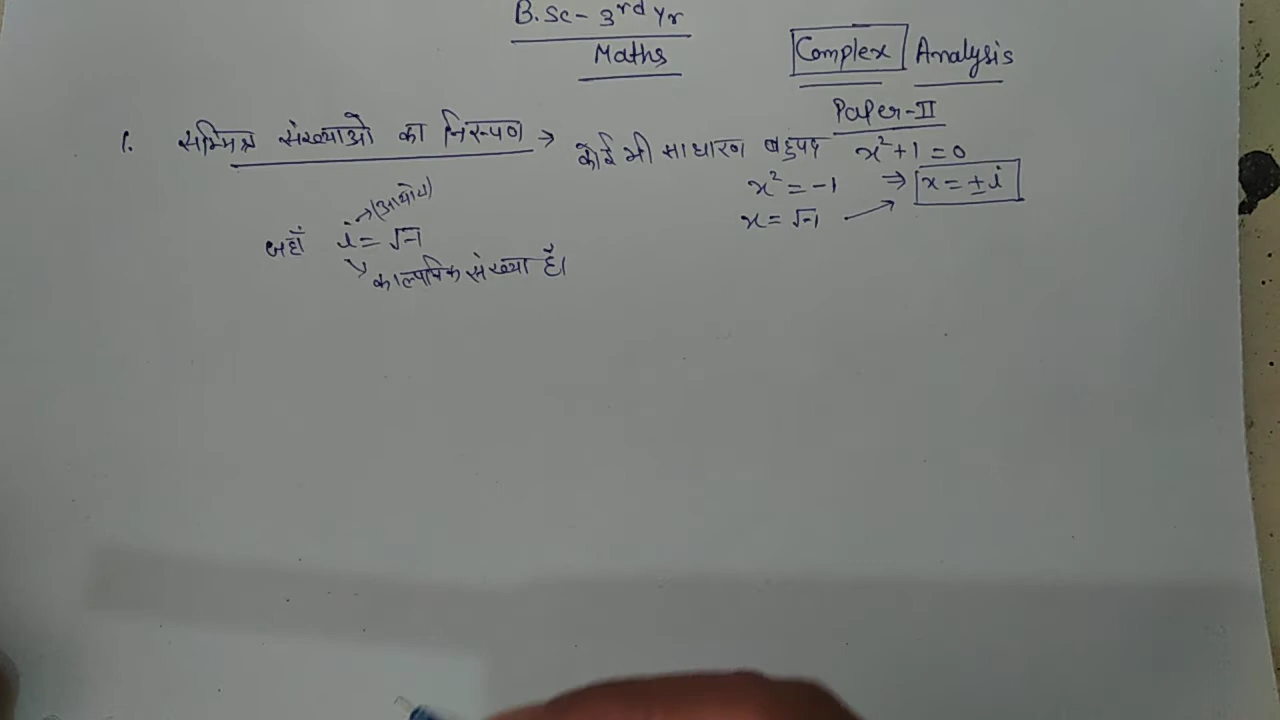 B.Sc - 3rd Yr
Maths
Complex Analysis
Paper-II
1. सम्मिश्र संख्याओ का निरूपण → कोई भी साधारण बहुपद x²+1=0
x² = -1 ⇒ x = ±i
x = √-1
→(आयोटा)
जहाँ i = √-1
काल्पनिक संख्या है।